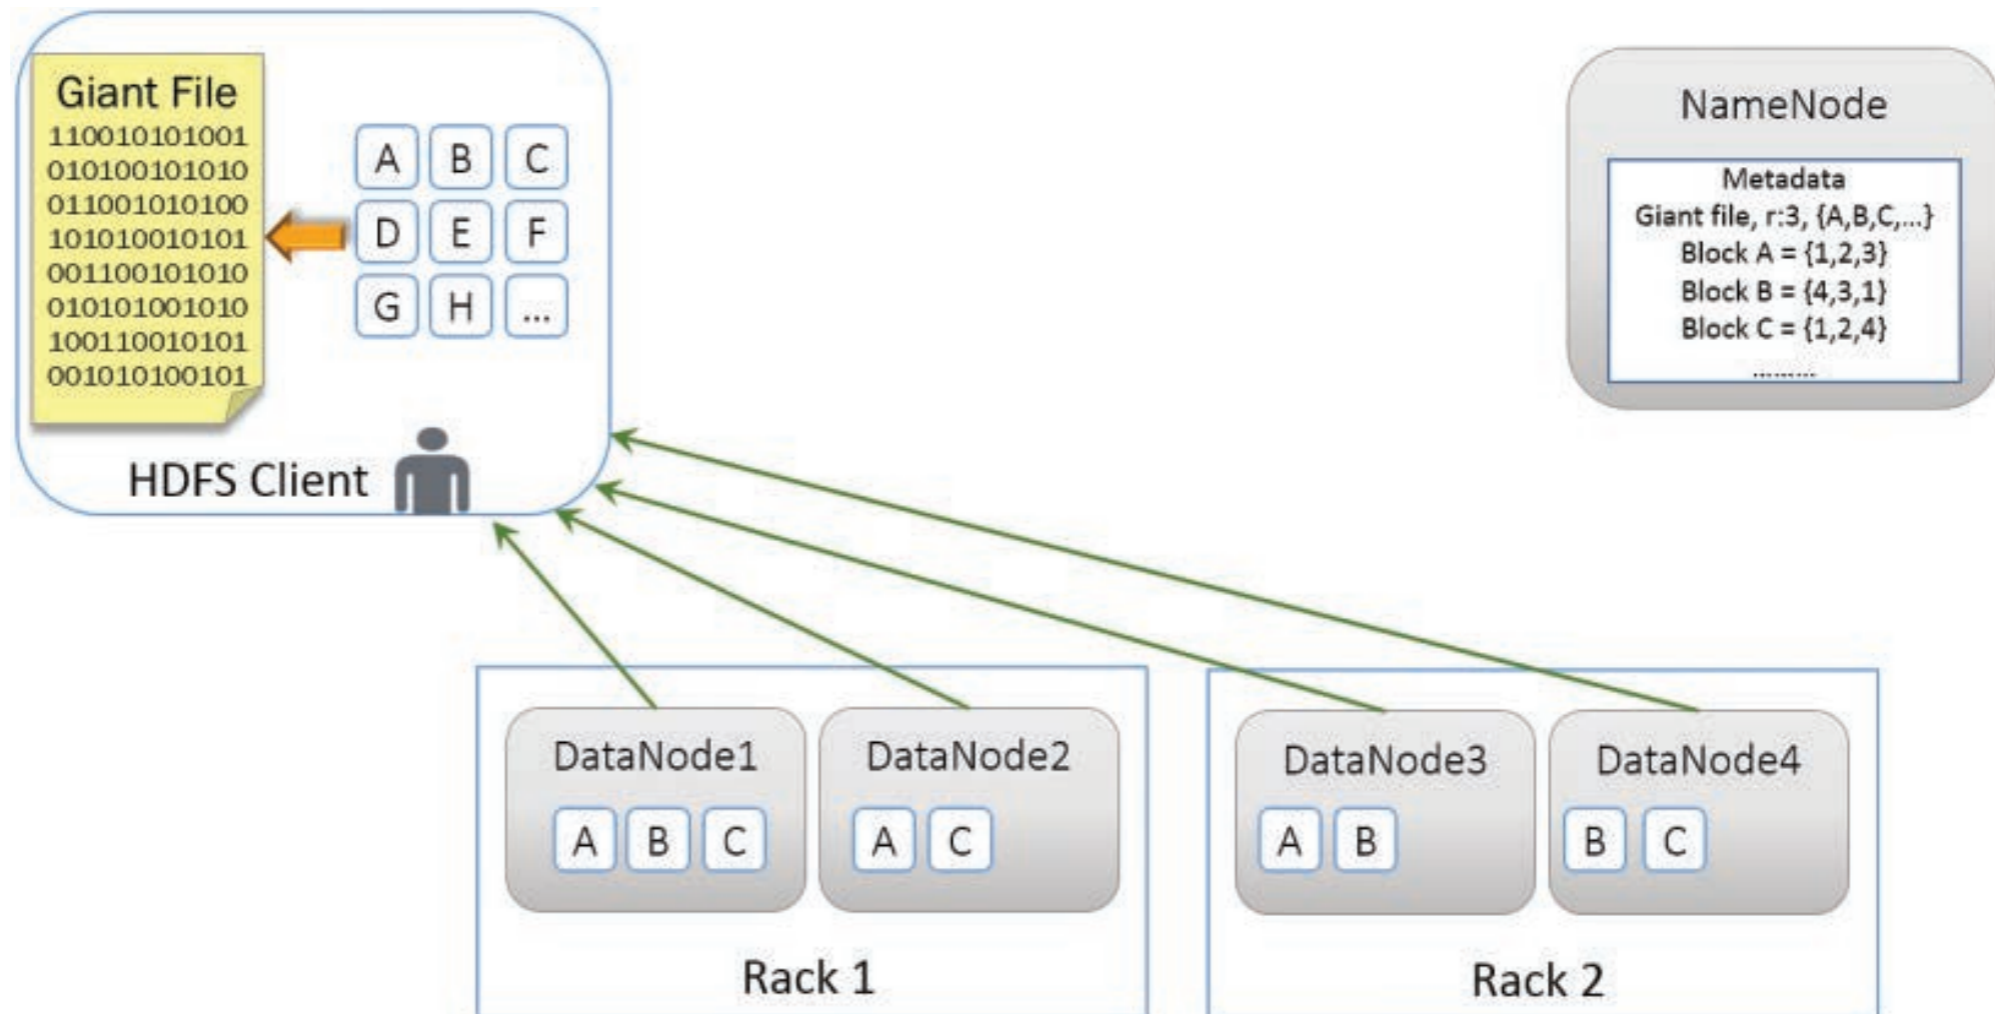 Giant File
110010101001
010100101010
011001010100
101010010101
001100101010
010101001010
100110010101
001010100101
A B C
D E F
G H ...
HDFS Client
NameNode
Metadata
Giant file, r:3, {A,B,C,...}
Block A = {1,2,3}
Block B = {4,3,1}
Block C = {1,2,4}
.........
DataNode1
A B C
DataNode2
A C
Rack 1
DataNode3
A B
DataNode4
B C
Rack 2